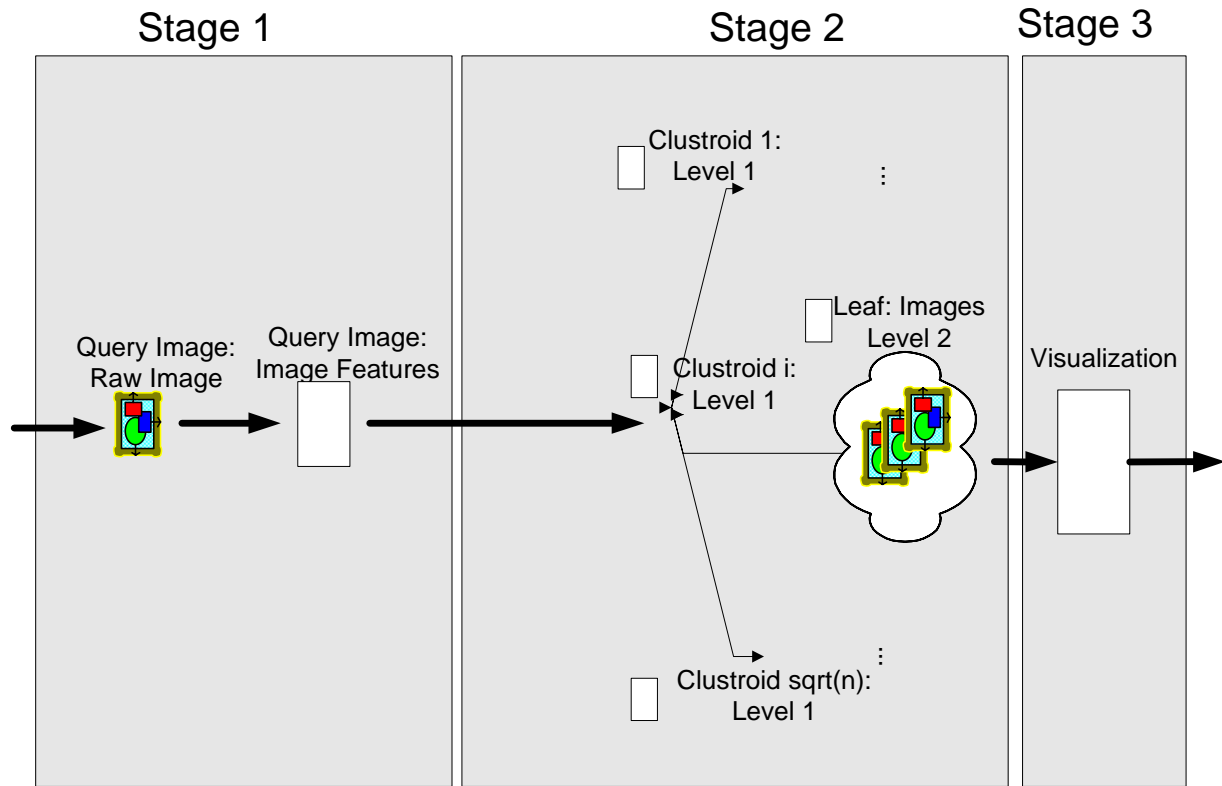 Stage 1
Stage 2
Stage 3
Query Image:
Raw Image
Query Image:
Image Features
Clustroid 1:
Level 1
...
Clustroid i:
Level 1
Leaf: Images
Level 2
Clustroid sqrt(n):
Level 1
...
Visualization